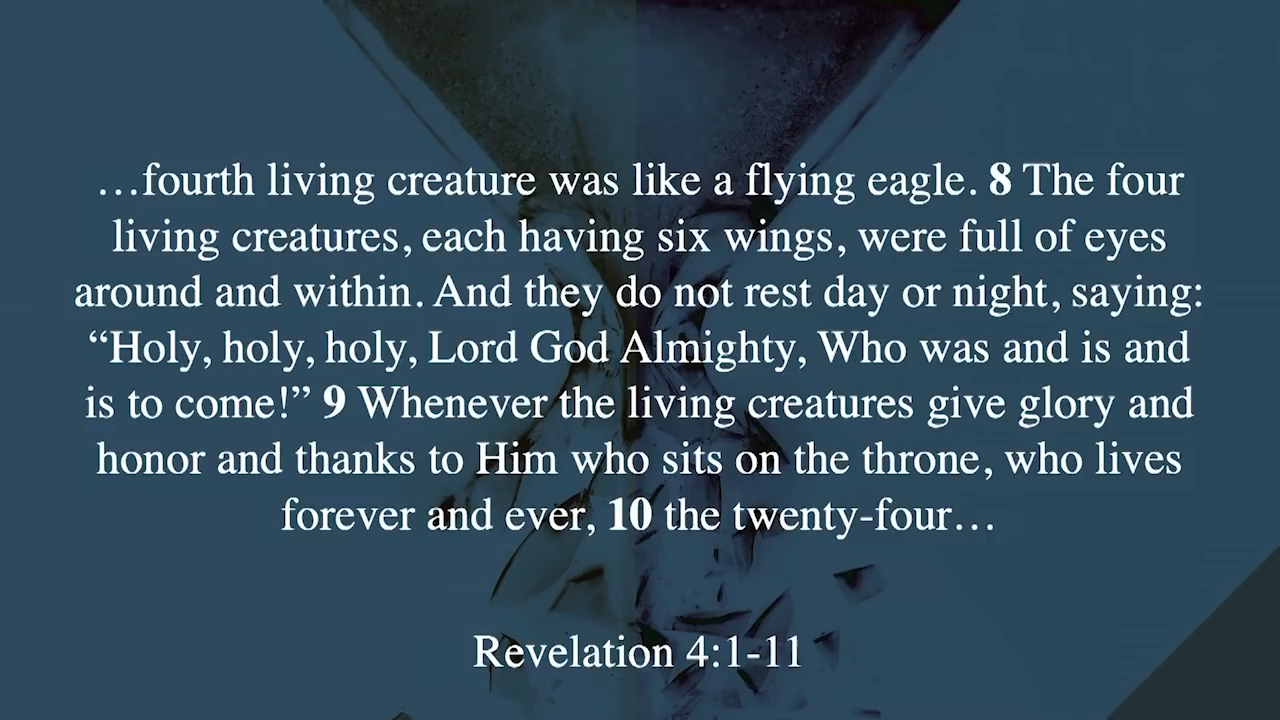 …fourth living creature was like a flying eagle. 8 The four
living creatures, each having six wings, were full of eyes
around and within. And they do not rest day or night, saying:
“Holy, holy, holy, Lord God Almighty, Who was and is and
is to come!” 9 Whenever the living creatures give glory and
honor and thanks to Him who sits on the throne, who lives
forever and ever, 10 the twenty-four…
Revelation 4:1-11